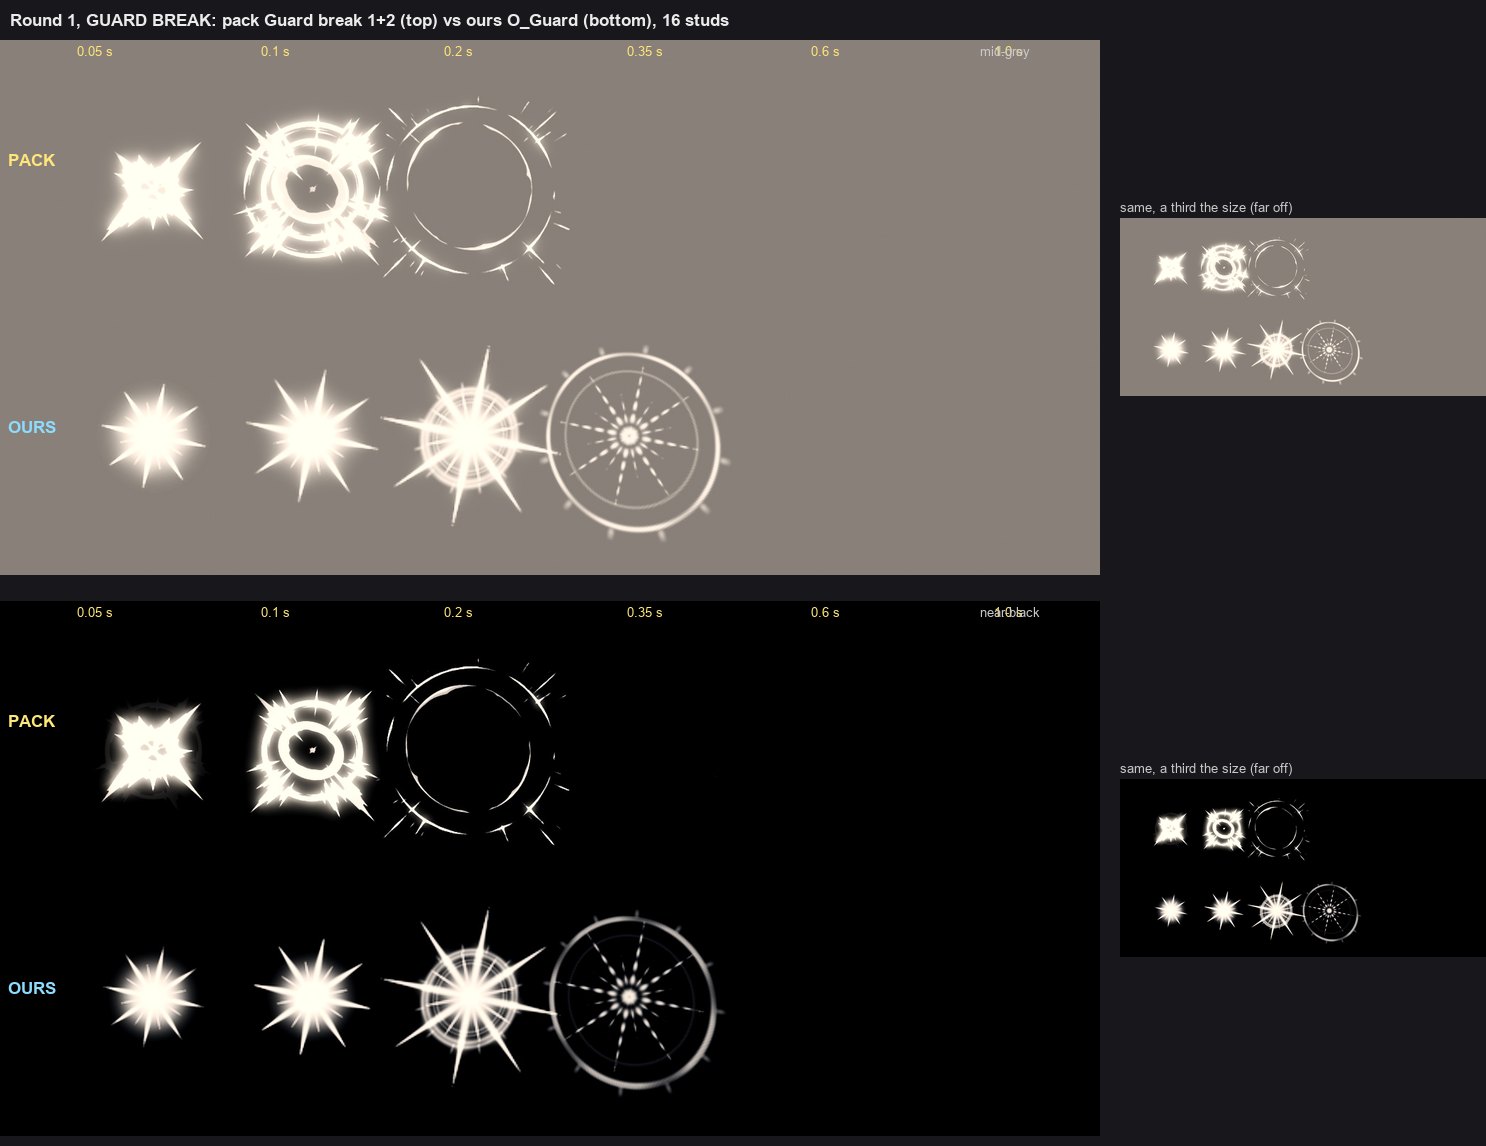 Round 1, GUARD BREAK: pack Guard break 1+2 (top) vs ours O_Guard (bottom), 16 studs
0.05 s 0.1 s 0.2 s 0.35 s 0.6 s
PACK
same, a third the size (far off)
OURS
0.05 s 0.1 s 0.2 s 0.35 s 0.6 s
PACK
same, a third the size (far off)
OURS